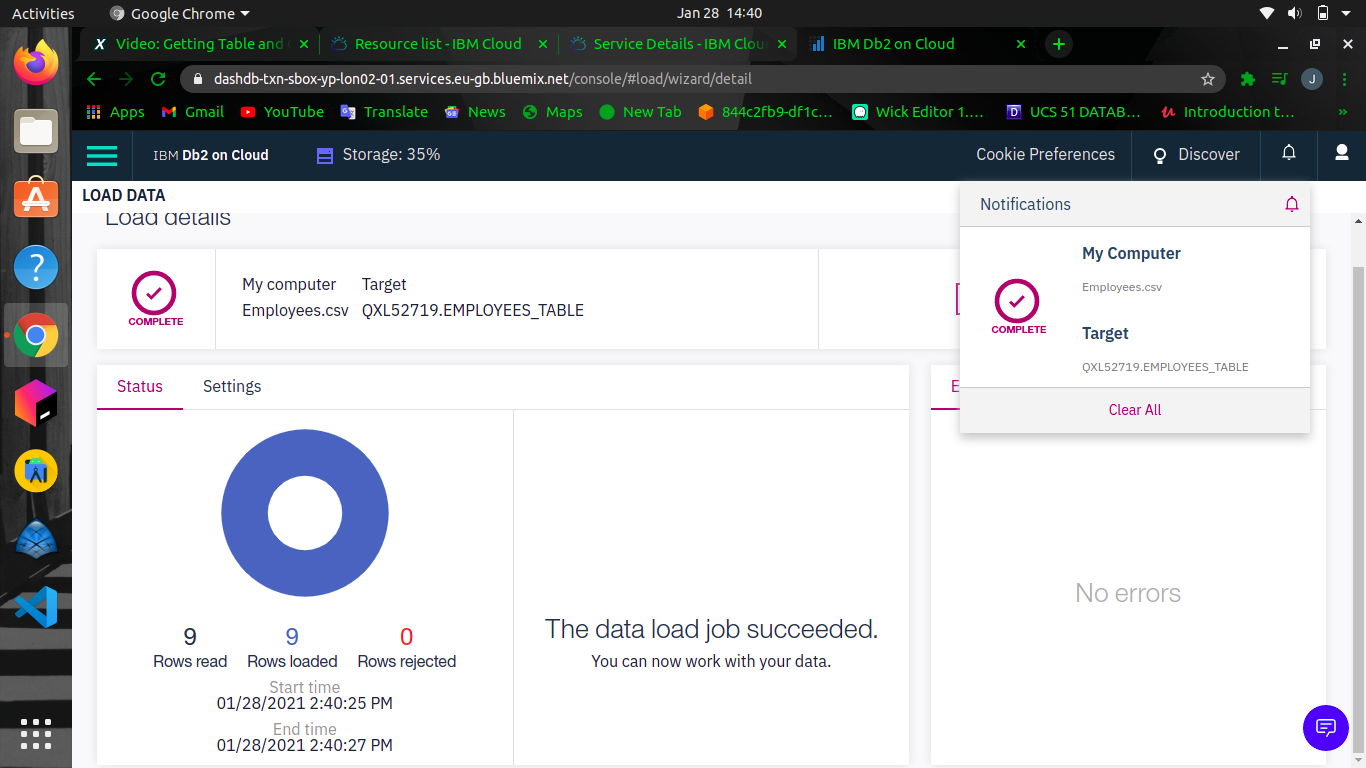 Activities
Google Chrome
Jan 28 14:40
Video: Getting Table and
Resource list - IBM Cloud
Service Details - IBM Clou
IBM Db2 on Cloud
dashdb-txn-sbox-yp-lon02-01.services.eu-gb.bluemix.net/console/#load/wizard/detail
J
Apps
Gmail
YouTube
Translate
News
Maps
New Tab
844c2fb9-df1c…
Wick Editor 1.…
UCS 51 DATAB…
Introduction t…
IBM Db2 on Cloud
Storage: 35%
Cookie Preferences
Discover
LOAD DATA
Load details
Notifications
My Computer
Employees.csv
COMPLETE
Target
QXL52719.EMPLOYEES_TABLE
Clear All
COMPLETE
My computer Target
Employees.csv QXL52719.EMPLOYEES_TABLE
Status
Settings
E
9 9 0
Rows read Rows loaded Rows rejected
Start time
01/28/2021 2:40:25 PM
End time
01/28/2021 2:40:27 PM
The data load job succeeded.
You can now work with your data.
No errors